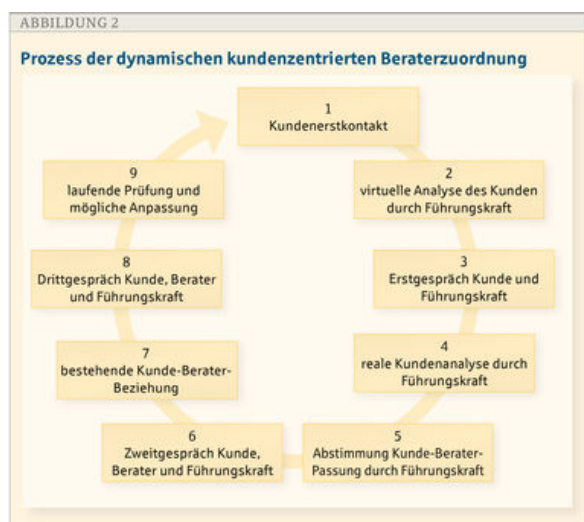 ABBILDUNG 2
Prozess der dynamischen kundenzentrierten Beraterzuordnung
1
Kundenerstkontakt
2
virtuelle Analyse des Kunden
durch Führungskraft
3
Erstgespräch Kunde und
Führungskraft
4
reale Kundenanalyse durch
Führungskraft
5
Abstimmung Kunde-Berater-
Passung durch Führungskraft
6
Zweitgespräch Kunde,
Berater und Führungskraft
7
bestehende Kunde-Berater-
Beziehung
8
Drittgespräch Kunde, Berater
und Führungskraft
9
laufende Prüfung und
mögliche Anpassung